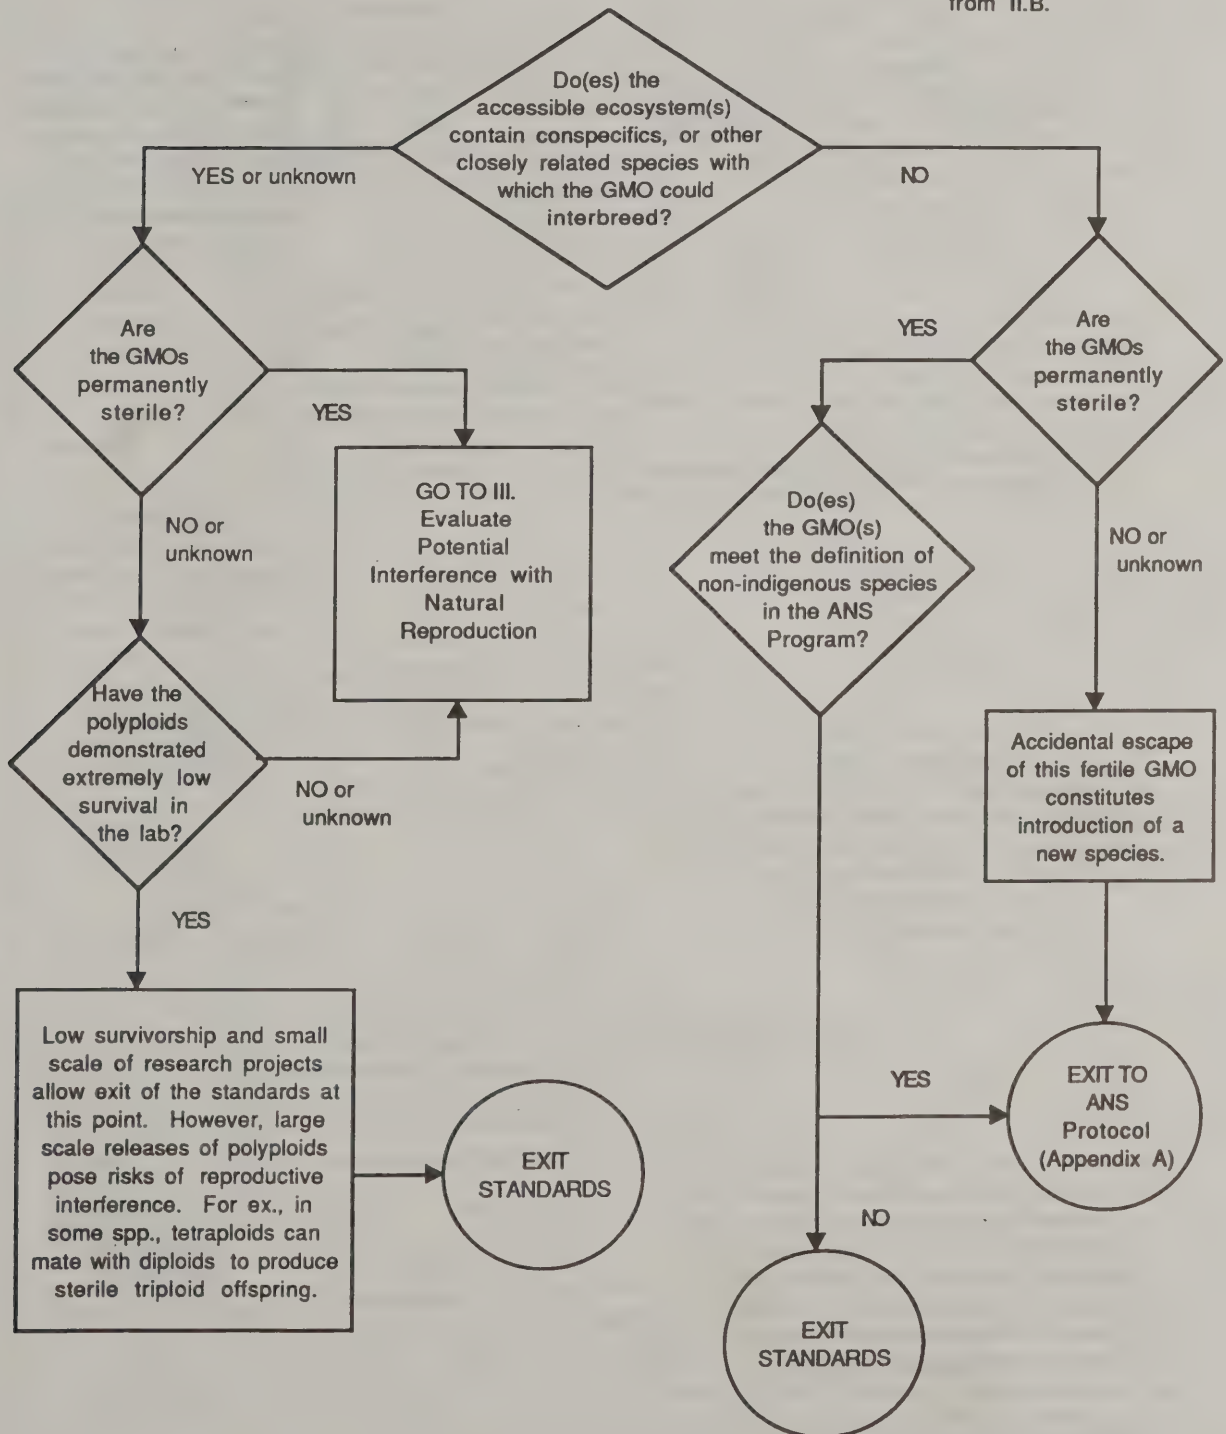 from II.B.
Do(es) the
accessible ecosystem(s)
contain conspecifics, or other
closely related species with
which the GMO could
interbreed?
YES or unknown
NO
Are
the GMOs
permanently
sterile?
YES
NO or
unknown
GO TO III.
Evaluate
Potential
Interference with
Natural
Reproduction
Have the
polyploids
demonstrated
extremely low
survival in
the lab?
NO or
unknown
YES
Low survivorship and small
scale of research projects
allow exit of the standards at
this point. However, large
scale releases of polyploids
pose risks of reproductive
interference. For ex., in
some spp., tetraploids can
mate with diploids to produce
sterile triploid offspring.
EXIT
STANDARDS
Are
the GMOs
permanently
sterile?
YES
NO or
unknown
Do(es)
the GMO(s)
meet the definition of
non-indigenous species
in the ANS
Program?
Accidental escape
of this fertile GMO
constitutes
introduction of a
new species.
YES
EXIT TO
ANS
Protocol
(Appendix A)
NO
EXIT
STANDARDS